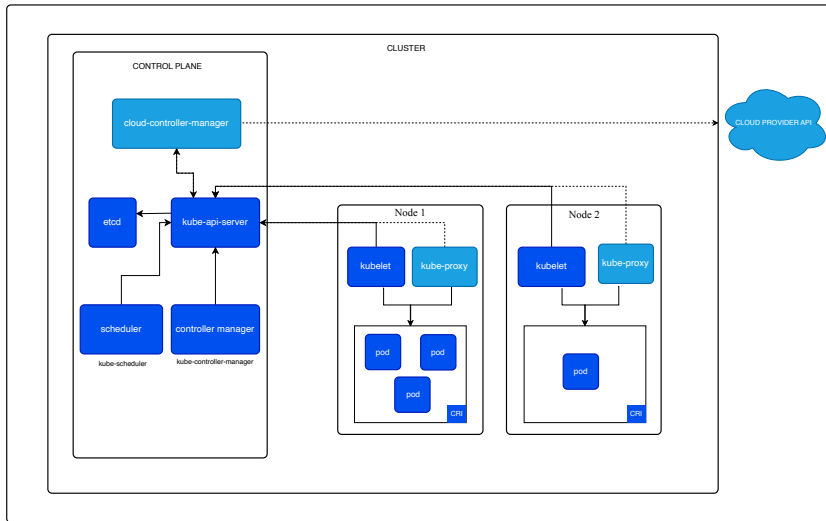 CLUSTER
CONTROL PLANE
cloud-controller-manager
CLOUD PROVIDER API
etcd
kube-api-server
Node 1
Node 2
kubelet
kube-proxy
kubelet
kube-proxy
scheduler
controller manager
kube-scheduler
kube-controller-manager
pod
pod
pod
CRI
pod
CRI